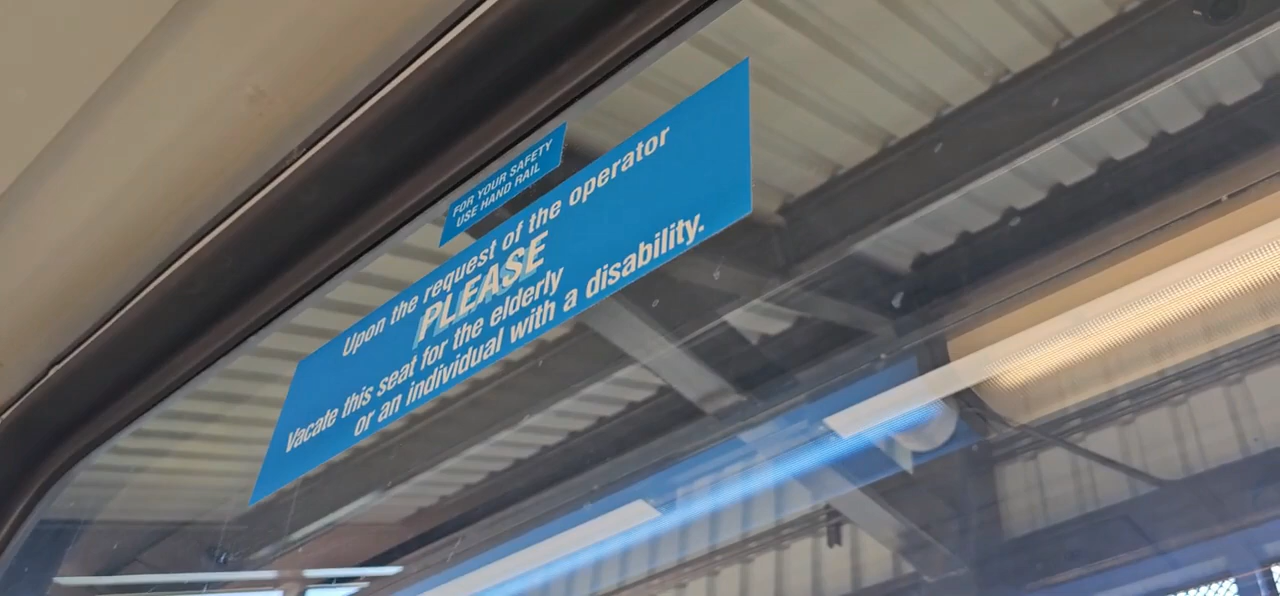 FOR YOUR SAFETY
USE HAND RAIL
Upon the request of the operator
PLEASE
Vacate this seat for the elderly
or an individual with a disability.